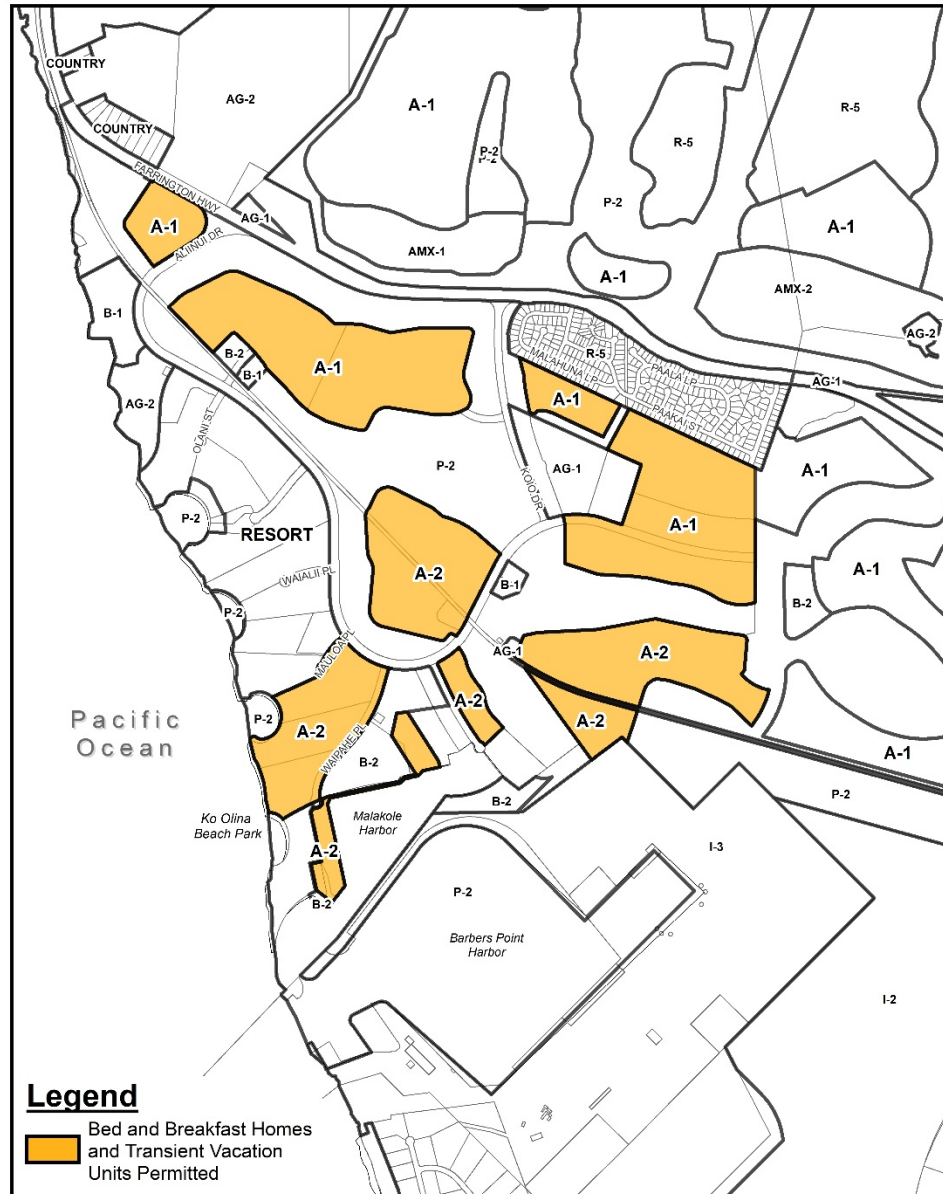 COUNTRY
AG-2
A-1
R-5
R-5
COUNTRY
P-2
P-2
FARRINGTON HWY
P-2
A-1
ALIINUI DR
AG-1
AMX-1
A-1
A-1
AMX-2
B-1
AG-2
B-2
B-1
A-1
R-5
PAALA LP
MALAHUNA LP
PAAKAI ST
AG-1
AG-2
A-1
OLANI ST
P-2
AG-1
KOIO DR
A-1
P-2
RESORT
A-1
A-2
WAIALII PL
B-1
A-1
B-2
P-2
MAULOA PL
AG-1
A-2
P-2
A-2
A-2
A-2
A-1
Pacific
Ocean
WAIPAHE PL
B-2
B-2
P-2
Ko Olina
Beach Park
Malakole
Harbor
A-2
I-3
B-2
P-2
Barbers Point
Harbor
I-2
Legend
Bed and Breakfast Homes
and Transient Vacation
Units Permitted